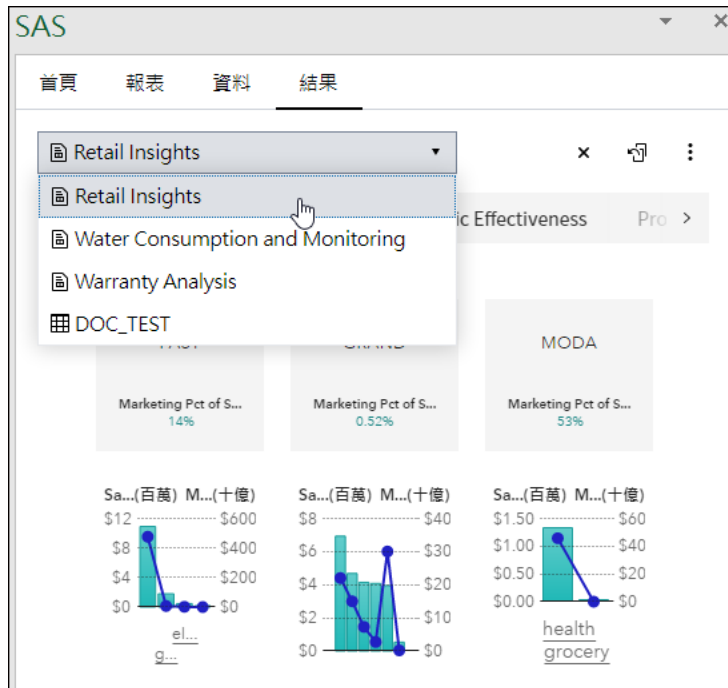 SAS
首頁 報表 資料 結果
Retail Insights
Retail Insights
Water Consumption and Monitoring
Warranty Analysis
DOC_TEST
ic Effectiveness Pro
MODA
Marketing Pct of S... Marketing Pct of S... Marketing Pct of S...
14% 0.52% 53%
Sa...(百萬) M...(十億) Sa...(百萬) M...(十億) Sa...(百萬) M...(十億)
$12 $600 $8 $40 $1.50 $60
$8 $400 $6 $30 $1.00 $40
$4 $200 $4 $20 $0.50 $20
$0 $0 $2 $10 $0.00 $0
$0 $0
el...
g...
health
grocery